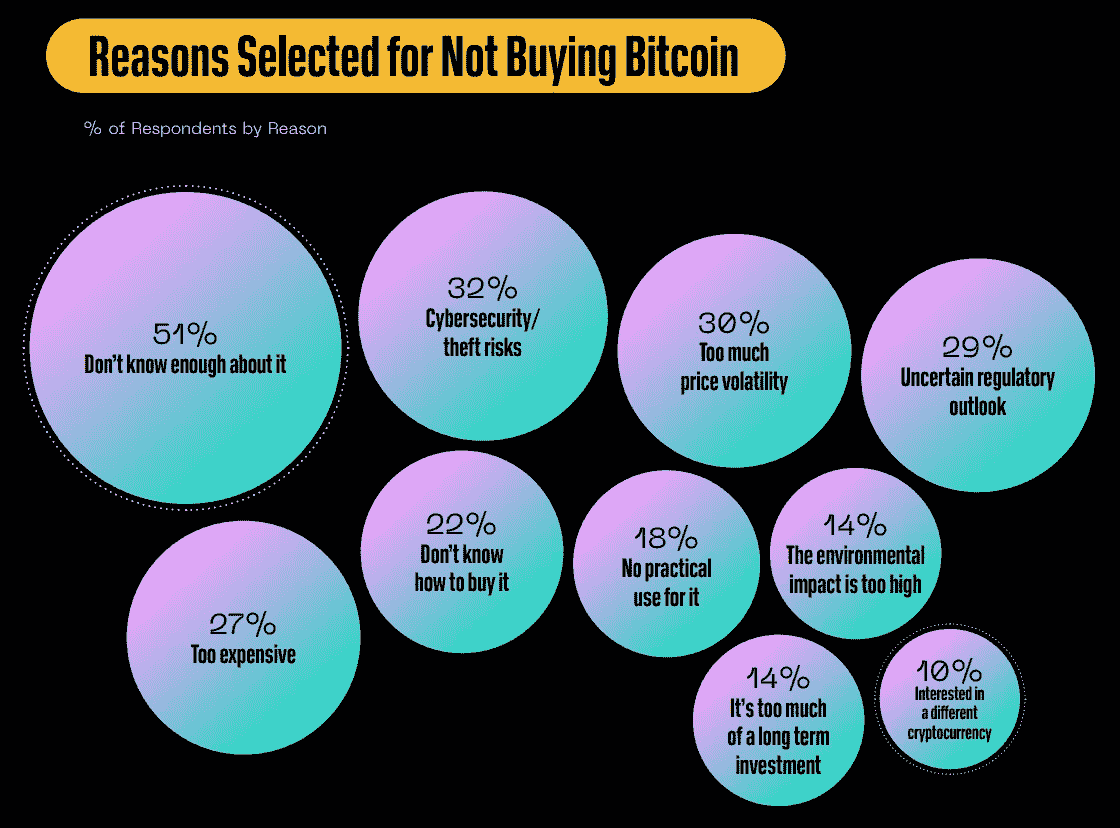 Reasons Selected for Not Buying Bitcoin
% of Respondents by Reason
51%
Don't know enough about it
32%
Cybersecurity/
theft risks
30%
Too much
price volatility
29%
Uncertain regulatory
outlook
27%
Too expensive
22%
Don't know
how to buy it
18%
No practical
use for it
14%
The environmental
impact is too high
14%
It's too much
of a long term
investment
10%
Interested in
a different
cryptocurrency